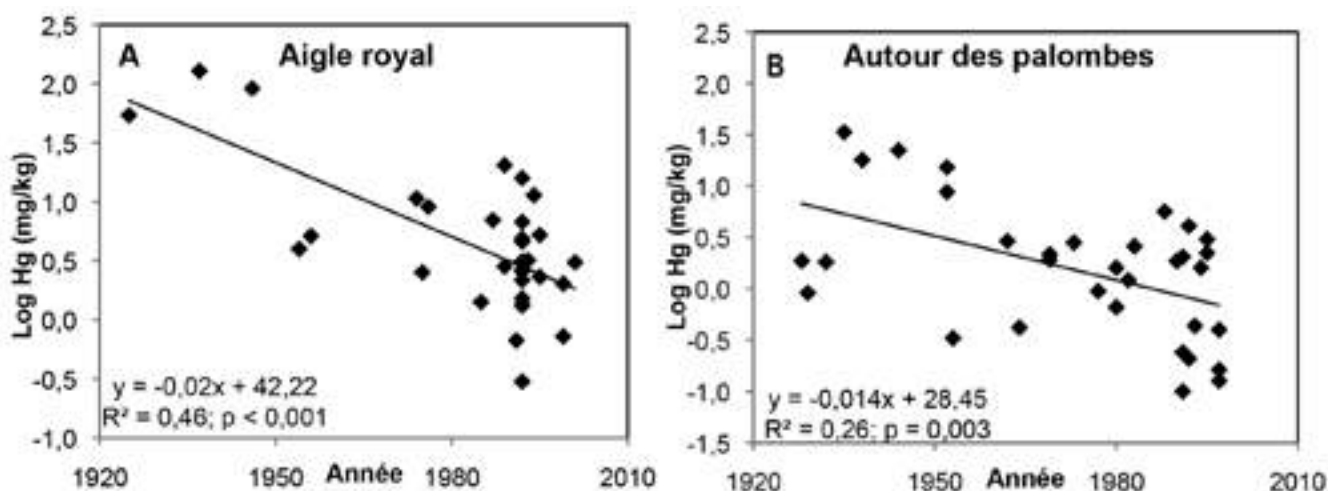 A Aigle royal
2,5
2,0
1,5
1,0
0,5
0,0
-0,5
-1,0
Log Hg (mg/kg)
y = -0,02x + 42,22
R² = 0,46; p < 0,001
1920 1950 Année 1980 2010
B Autour des palombes
2,5
2,0
1,5
1,0
0,5
0,0
-0,5
-1,0
-1,5
Log Hg (mg/kg)
y = -0,014x + 28,45
R² = 0,26; p = 0,003
1920 1950 Année 1980 2010